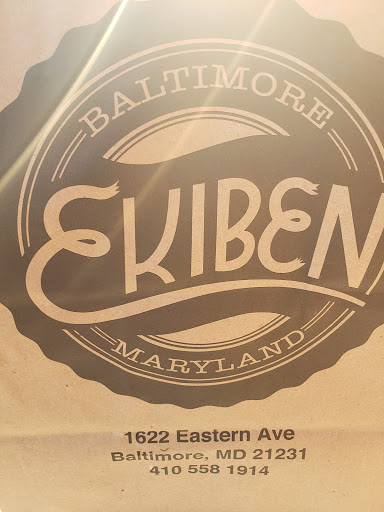 BALTIMORE
EKIBEN
MARYLAND
1622 Eastern Ave
Baltimore, MD 21231
410 558 1914